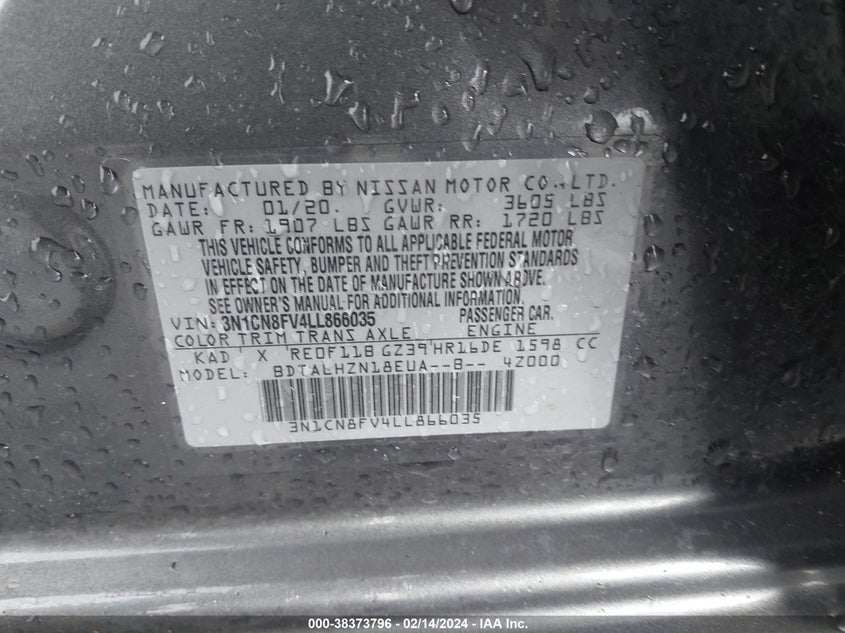 MANUFACTURED BY NISSAN MOTOR CO.,LTD.
DATE: 01/20. GVWR: 3605 LBS
GAWR FR: 1907 LBS GAWR RR: 1720 LBS
THIS VEHICLE CONFORMS TO ALL APPLICABLE FEDERAL MOTOR
VEHICLE SAFETY, BUMPER AND THEFT PREVENTION STANDARDS
IN EFFECT ON THE DATE OF MANUFACTURE SHOWN ABOVE.
SEE OWNER'S MANUAL FOR ADDITIONAL INFORMATION.
VIN: 3N1CN8FV4LL866035 PASSENGER CAR.
COLOR TRIM TRANS AXLE ENGINE
KAD X RE0F11B GZ39 HR16DE 1598 CC
MODEL: BDTALHZN18EUA--B-- 4Z000
3N1CN8FV4LL866035
000-38373796 - 02/14/2024 - IAA Inc.